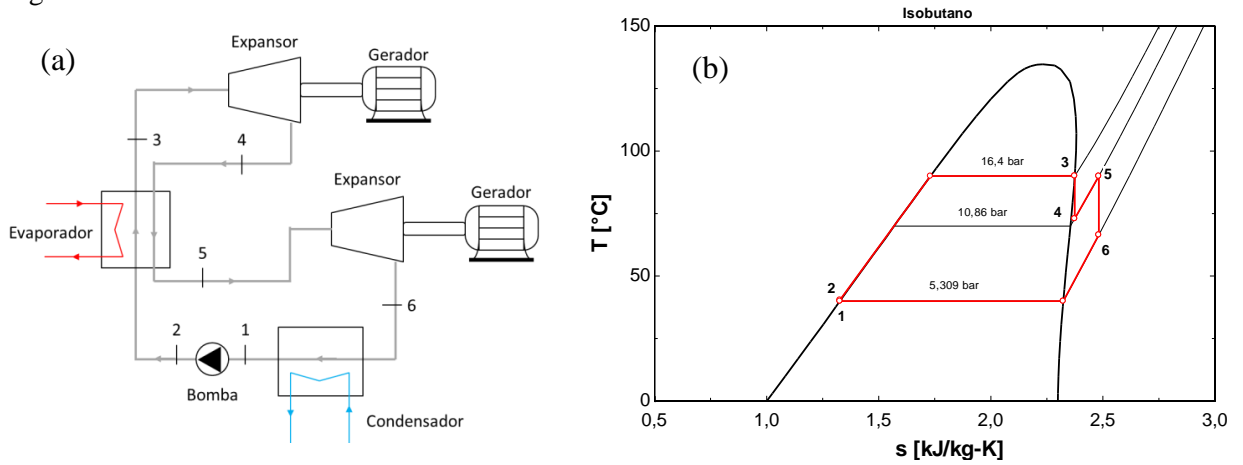 (a)
Expansor
Gerador
3
4
Expansor
Gerador
Evaporador
5
6
2
1
Bomba
Condensador
Isobutano
(b)
150
100
50
0
T [°C]
16,4 bar
10,86 bar
5,309 bar
3
5
4
6
2
1
0,5
1,0
1,5
2,0
2,5
3,0
s [kJ/kg-K]